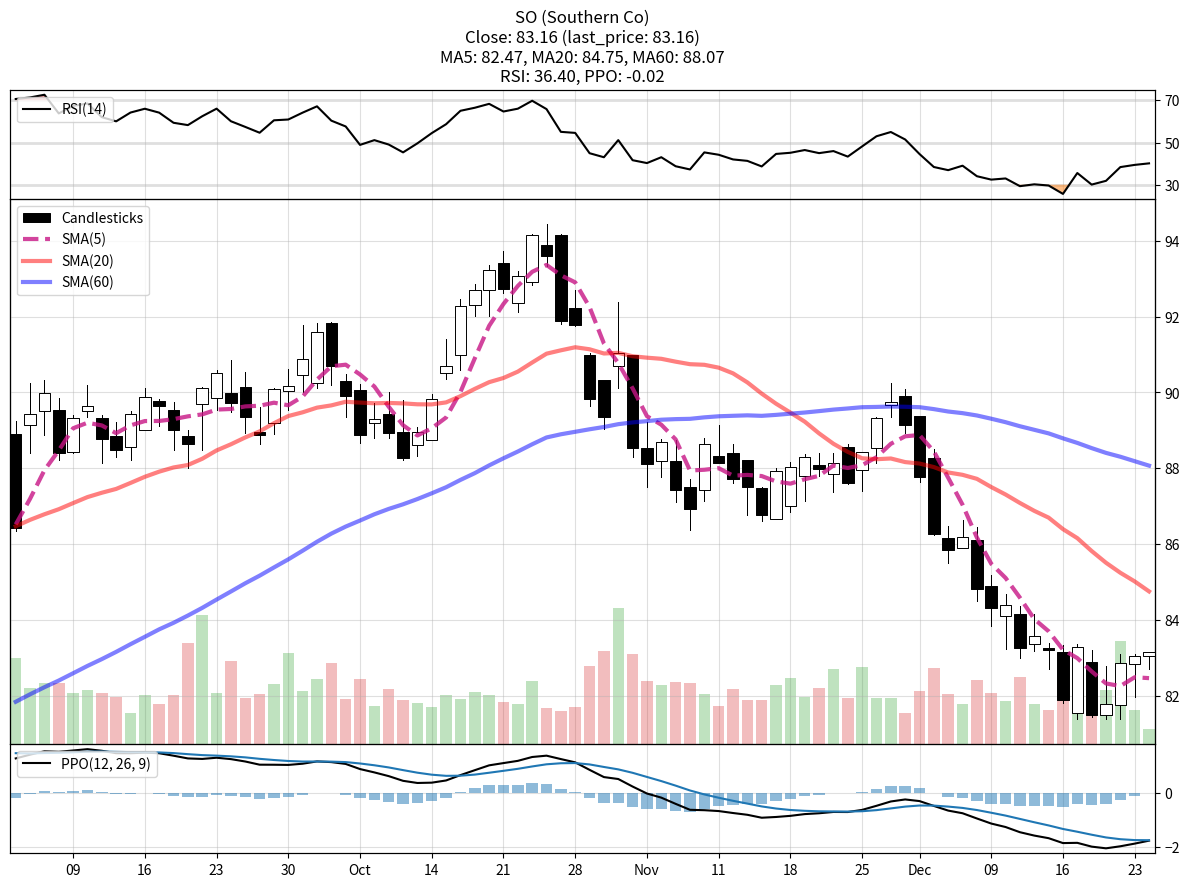 SO (Southern Co)
Close: 83.16 (last_price: 83.16)
MA5: 82.47, MA20: 84.75, MA60: 88.07
RSI: 36.40, PPO: -0.02
RSI(14)
70
50
30
Candlesticks
SMA(5)
SMA(20)
SMA(60)
94
92
90
88
86
84
82
PPO(12, 26, 9)
0
−2
09 16 23 30 Oct 14 21 28 Nov 11 18 25 Dec 09 16 23